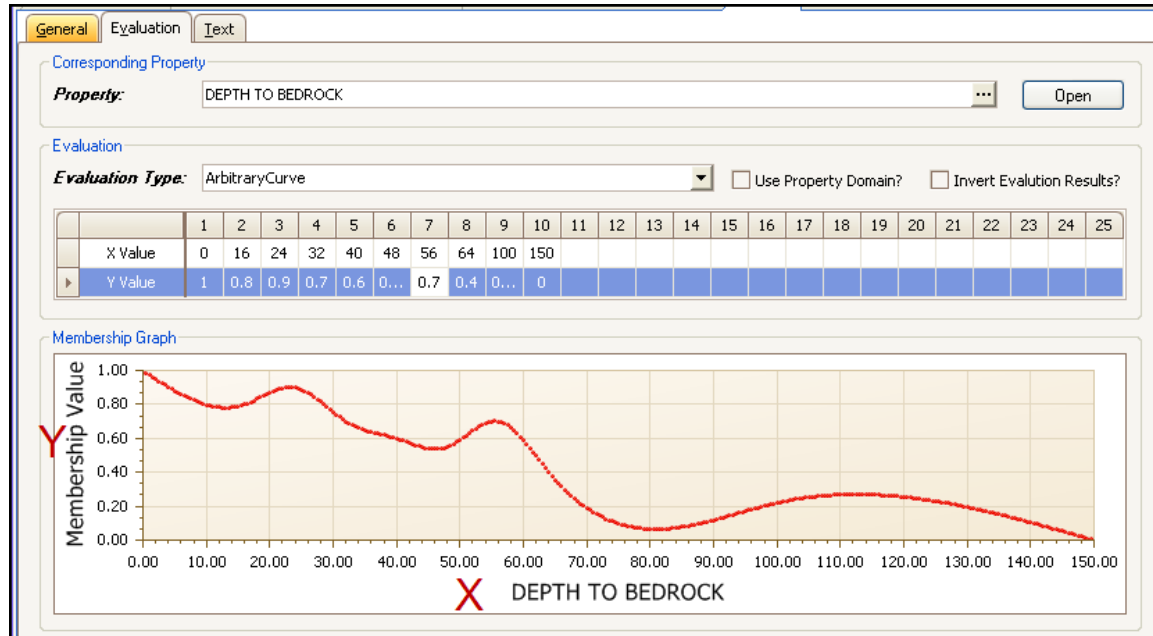 General Evaluation Text
Corresponding Property
Property: DEPTH TO BEDROCK ... Open
Evaluation
Evaluation Type: ArbitraryCurve Use Property Domain? Invert Evalution Results?
1 2 3 4 5 6 7 8 9 10 11 12 13 14 15 16 17 18 19 20 21 22 23 24 25
X Value 0 16 24 32 40 48 56 64 100 150
Y Value 1 0.8 0.9 0.7 0.6 0... 0.7 0.4 0... 0
Membership Graph
Y
Membership Value
1.00
0.80
0.60
0.40
0.20
0.00
0.00 10.00 20.00 30.00 40.00 50.00 60.00 70.00 80.00 90.00 100.00 110.00 120.00 130.00 140.00 150.00
X DEPTH TO BEDROCK